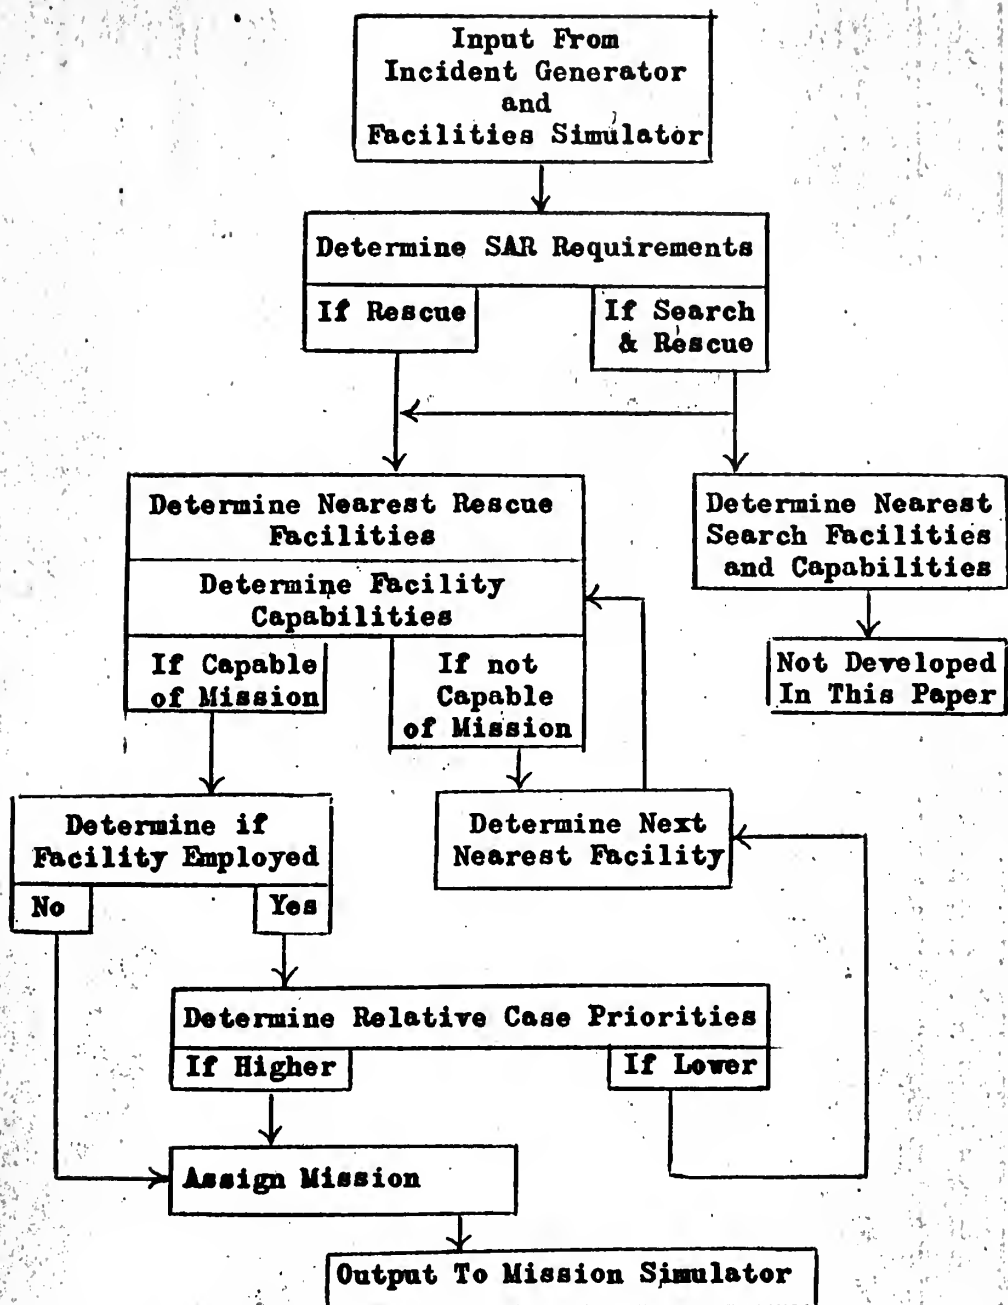 Input From
Incident Generator
and
Facilities Simulator
Determine SAR Requirements
If Rescue
If Search
& Rescue
Determine Nearest Rescue
Facilities
Determine Nearest
Search Facilities
and Capabilities
Determine Facility
Capabilities
If Capable
of Mission
If not
Capable
of Mission
Not Developed
In This Paper
Determine if
Facility Employed
No
Yes
Determine Next
Nearest Facility
Determine Relative Case Priorities
If Higher
If Lower
Assign Mission
Output To Mission Simulator